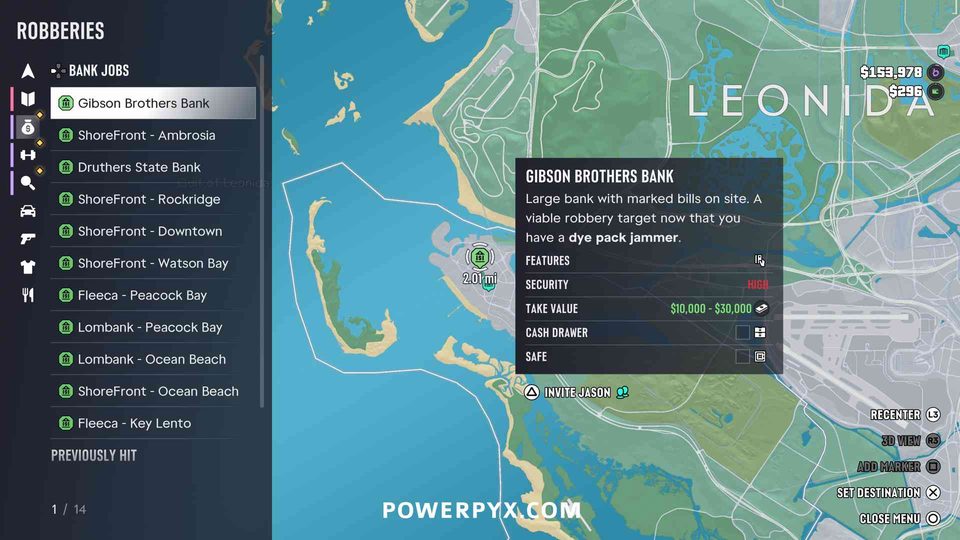 ROBBERIES
BANK JOBS
Gibson Brothers Bank
ShoreFront - Ambrosia
Druthers State Bank
ShoreFront - Rockridge
ShoreFront - Downtown
ShoreFront - Watson Bay
Fleeca - Peacock Bay
Lombank - Peacock Bay
Lombank - Ocean Beach
ShoreFront - Ocean Beach
Fleeca - Key Lento
PREVIOUSLY HIT
1 / 14
$153,978
$296
LEONIDA
2.01 mi
GIBSON BROTHERS BANK
Large bank with marked bills on site. A
viable robbery target now that you
have a dye pack jammer.
FEATURES
SECURITY HIGH
TAKE VALUE $10,000 - $30,000
CASH DRAWER
SAFE
INVITE JASON
RECENTER L3
3D VIEW R3
ADD MARKER
SET DESTINATION
CLOSE MENU
POWERPYX.COM